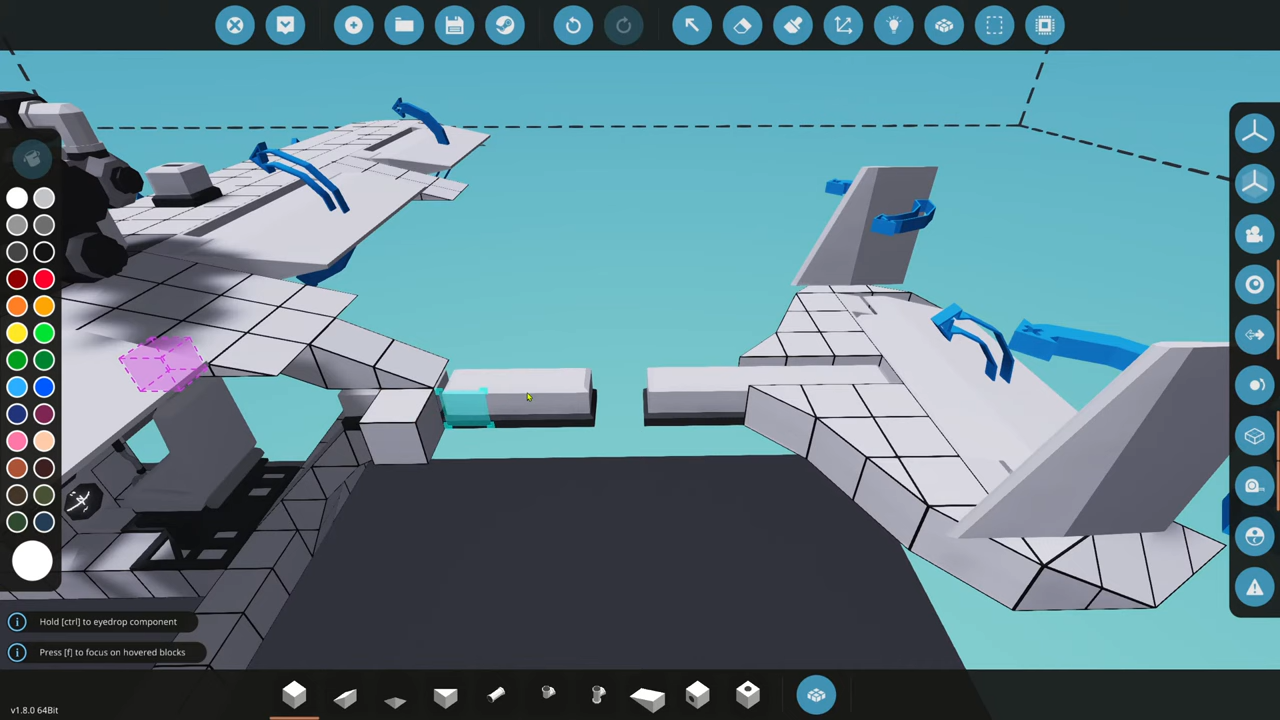 Hold [ctrl] to eyedrop component
Press [f] to focus on hovered blocks
v1.8.0 64Bit